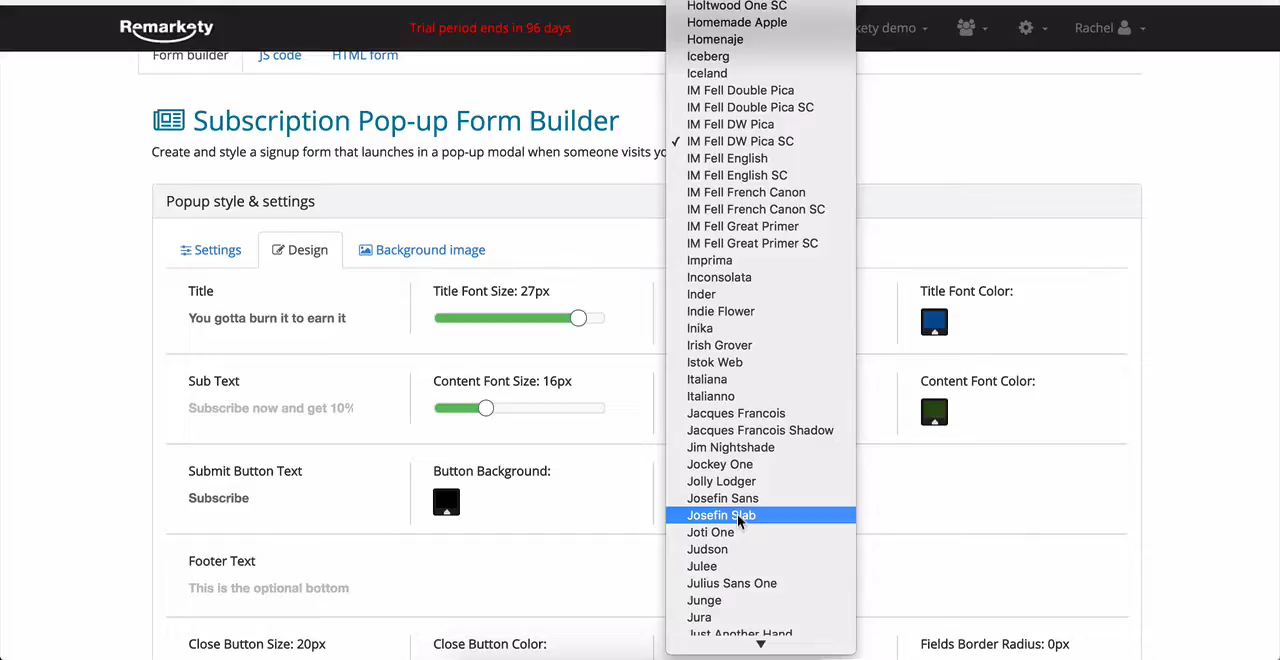 Remarkety
Trial period ends in 96 days
kety demo
Rachel
Form builder
JS code
HTML form
Subscription Pop-up Form Builder
Create and style a signup form that launches in a pop-up modal when someone visits yo
Popup style & settings
Settings
Design
Background image
Title
You gotta burn it to earn it
Title Font Size: 27px
Title Font Color:
Sub Text
Subscribe now and get 10%
Content Font Size: 16px
Content Font Color:
Submit Button Text
Subscribe
Button Background:
Footer Text
This is the optional bottom
Close Button Size: 20px
Close Button Color:
Fields Border Radius: 0px
Holtwood One SC
Homemade Apple
Homenaje
Iceberg
Iceland
IM Fell Double Pica
IM Fell Double Pica SC
IM Fell DW Pica
✓ IM Fell DW Pica SC
IM Fell English
IM Fell English SC
IM Fell French Canon
IM Fell French Canon SC
IM Fell Great Primer
IM Fell Great Primer SC
Imprima
Inconsolata
Inder
Indie Flower
Inika
Irish Grover
Istok Web
Italiana
Italianno
Jacques Francois
Jacques Francois Shadow
Jim Nightshade
Jockey One
Jolly Lodger
Josefin Sans
Josefin Slab
Joti One
Judson
Julee
Julius Sans One
Junge
Jura
Just Another Hand